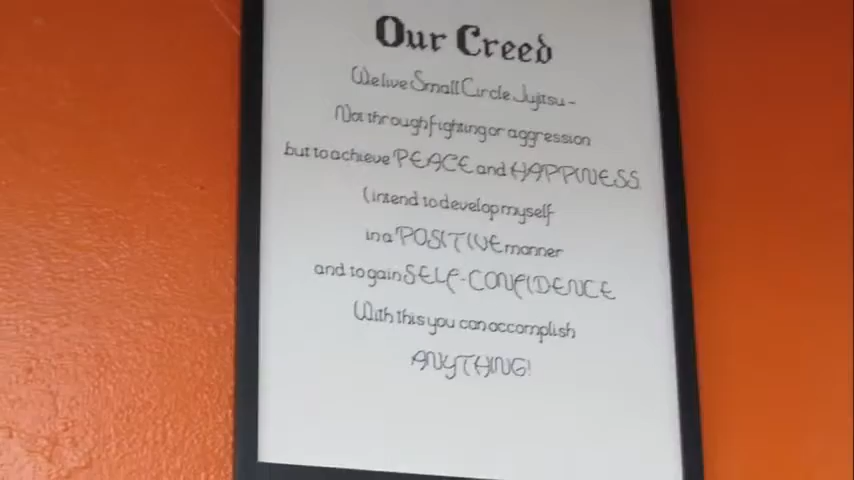 Our Creed
We live Small Circle Jujitsu -
Not through fighting or aggression
but to achieve PEACE and HAPPINESS.
I intend to develop myself
in a POSITIVE manner
and to gain SELF-CONFIDENCE
With this you can accomplish
ANYTHING!